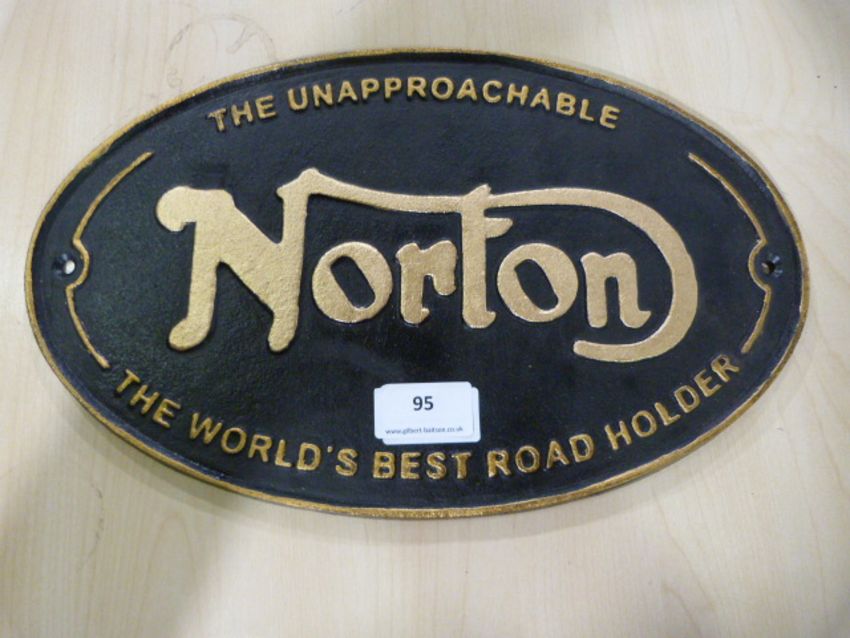 THE UNAPPROACHABLE
Norton
95
www.gilbert-baitson.co.uk
THE WORLD'S BEST ROAD HOLDER